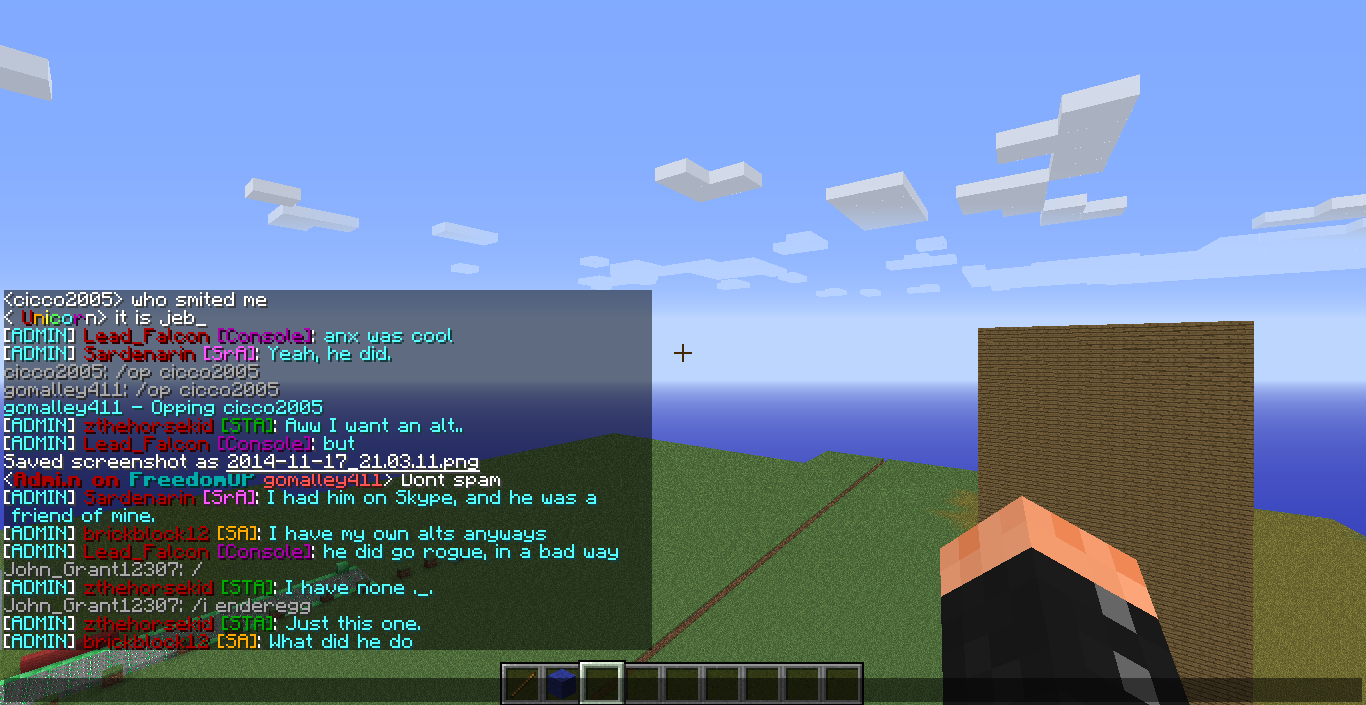 <cicco2005> who smited me
< Unicorn> it is jeb_
[ADMIN] Lead_Falcon [Console]: anx was cool
[ADMIN] Sardenarin [SrA]: Yeah, he did.
cicco2005: /op cicco2005
gomalley411: /op cicco2005
gomalley411 - Opping cicco2005
[ADMIN] zthehorsekid [STA]: Aww I want an alt..
[ADMIN] Lead_Falcon [Console]: but
Saved screenshot as 2014-11-17_21.03.11.png
<Admin on FreedomUP gomalley411> Dont spam
[ADMIN] Sardenarin [SrA]: I had him on Skype, and he was a
friend of mine.
[ADMIN] brickblock12 [SA]: I have my own alts anyways
[ADMIN] Lead_Falcon [Console]: he did go rogue, in a bad way
John_Grant12307: /
[ADMIN] zthehorsekid [STA]: I have none ._.
John_Grant12307: /i enderegg
[ADMIN] zthehorsekid [STA]: Just this one.
[ADMIN] brickblock12 [SA]: What did he do